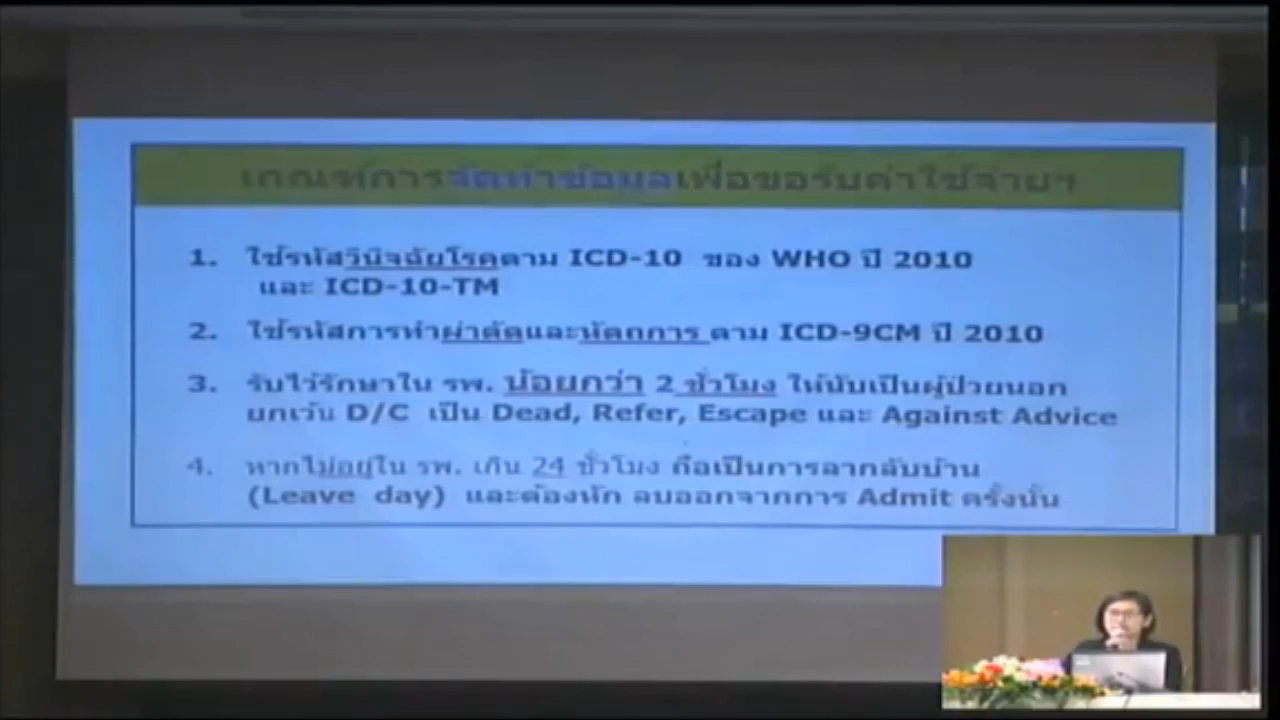 เกณฑ์การจัดทำข้อมูลเพื่อขอรับค่าใช้จ่ายฯ
1. ใช้รหัสวินิจฉัยโรคตาม ICD-10 ของ WHO ปี 2010
และ ICD-10-TM
2. ใช้รหัสการทำผ่าตัดและหัตถการ ตาม ICD-9CM ปี 2010
3. รับไว้รักษาใน รพ. น้อยกว่า 2 ชั่วโมง ให้นับเป็นผู้ป่วยนอก
ยกเว้น D/C เป็น Dead, Refer, Escape และ Against Advice
4. หากไม่อยู่ใน รพ. เกิน 24 ชั่วโมง ถือเป็นการลากลับบ้าน
(Leave day) และต้องหัก ลบออกจากการ Admit ครั้งนั้น